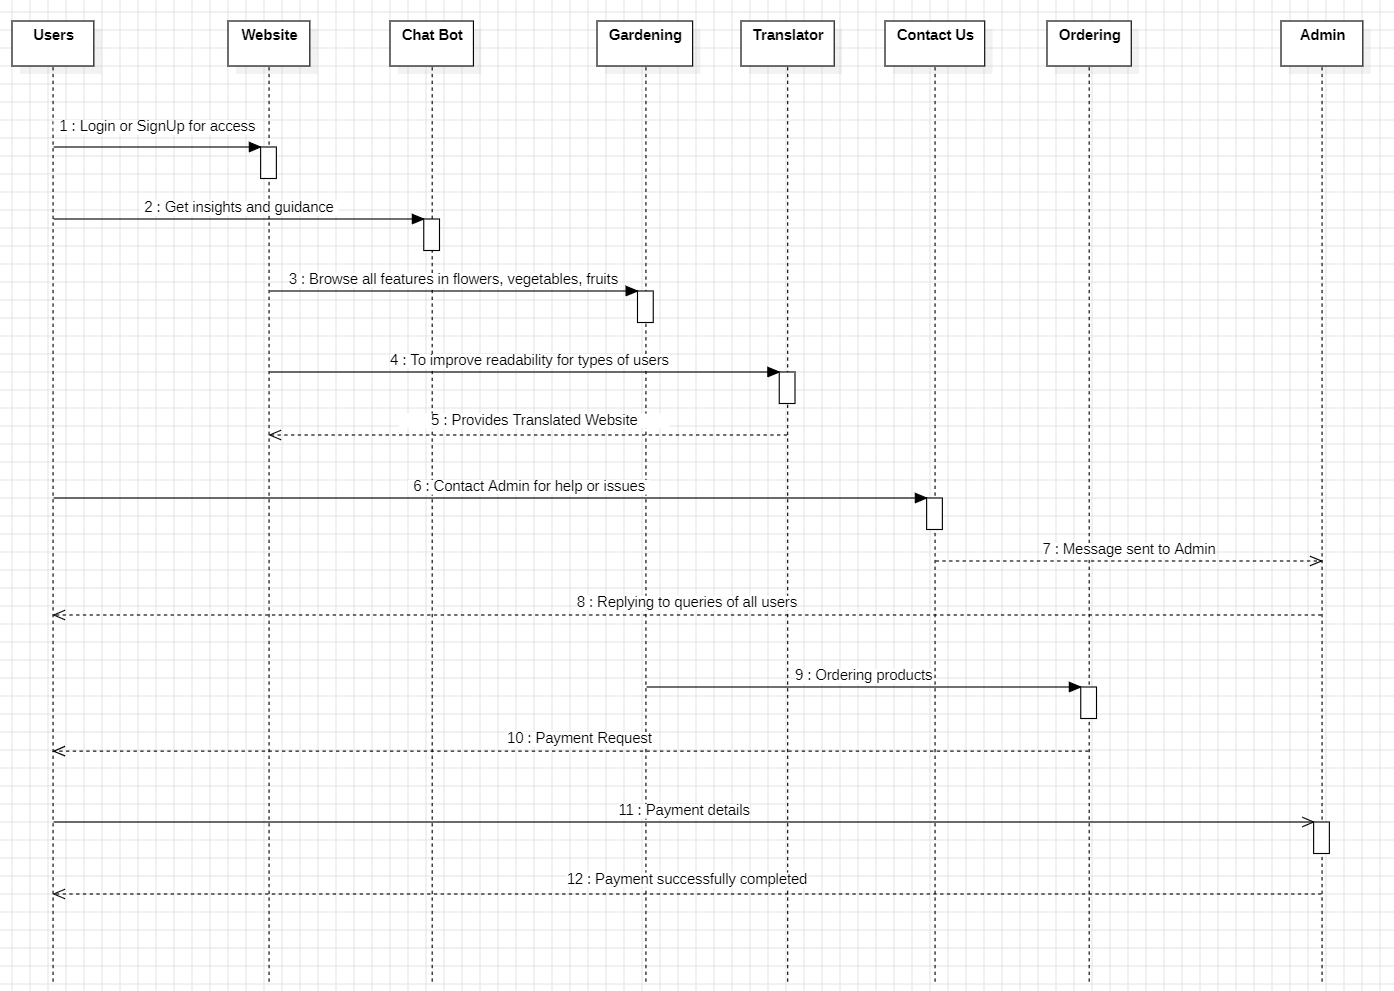 Users
Website
Chat Bot
Gardening
Translator
Contact Us
Ordering
Admin
1 : Login or SignUp for access
2 : Get insights and guidance
3 : Browse all features in flowers, vegetables, fruits
4 : To improve readability for types of users
5 : Provides Translated Website
6 : Contact Admin for help or issues
7 : Message sent to Admin
8 : Replying to queries of all users
9 : Ordering products
10 : Payment Request
11 : Payment details
12 : Payment successfully completed